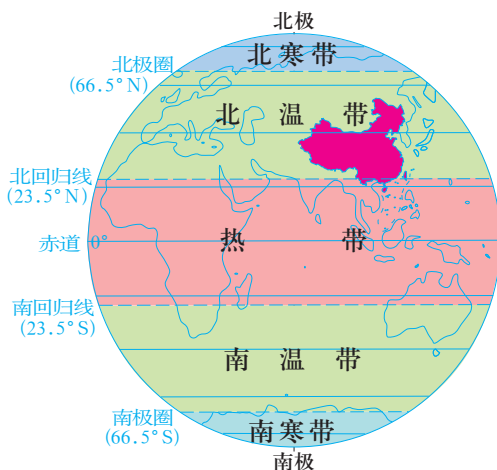 北极
北极圈
(66.5°N)
北寒带
北温带
北回归线
(23.5°N)
赤道 0°
热带
南回归线
(23.5°S)
南温带
南极圈
(66.5°S)
南寒带
南极